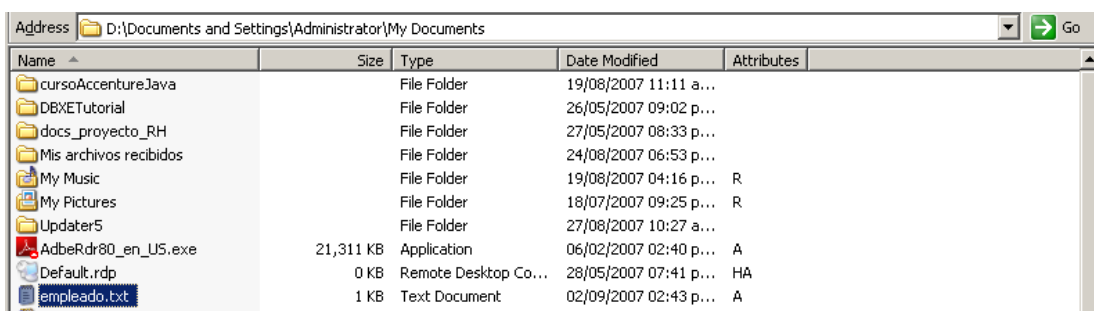 Address D:\Documents and Settings\Administrator\My Documents Go
Name Size Type Date Modified Attributes
cursoAccentureJava File Folder 19/08/2007 11:11 a...
DBXETutorial File Folder 26/05/2007 09:02 p...
docs_proyecto_RH File Folder 27/05/2007 08:33 p...
Mis archivos recibidos File Folder 24/08/2007 06:53 p...
My Music File Folder 19/08/2007 04:16 p... R
My Pictures File Folder 18/07/2007 09:25 p... R
Updater5 File Folder 27/08/2007 10:27 a...
AdbeRdr80_en_US.exe 21,311 KB Application 06/02/2007 02:40 p... A
Default.rdp 0 KB Remote Desktop Co... 28/05/2007 07:41 p... HA
empleado.txt 1 KB Text Document 02/09/2007 02:43 p... A